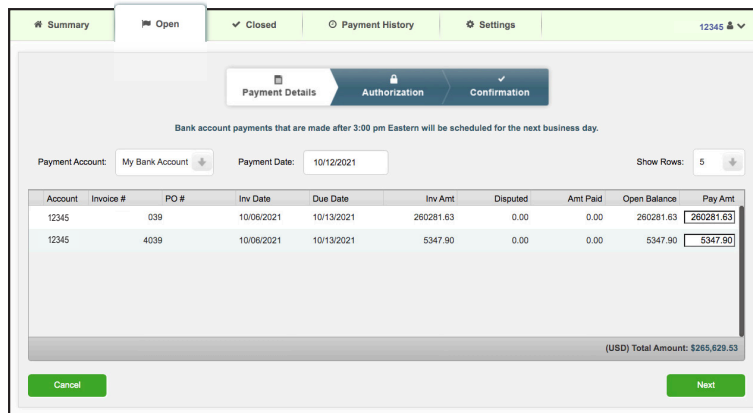 Summary Open Closed Payment History Settings 12345
Payment Details Authorization Confirmation
Bank account payments that are made after 3:00 pm Eastern will be scheduled for the next business day.
Payment Account: My Bank Account Payment Date: 10/12/2021 Show Rows: 5
Account Invoice # PO # Inv Date Due Date Inv Amt Disputed Amt Paid Open Balance Pay Amt
12345 039 10/06/2021 10/13/2021 260281.63 0.00 0.00 260281.63 260281.63
12345 4039 10/06/2021 10/13/2021 5347.90 0.00 0.00 5347.90 5347.90
(USD) Total Amount: $265,629.53
Cancel Next